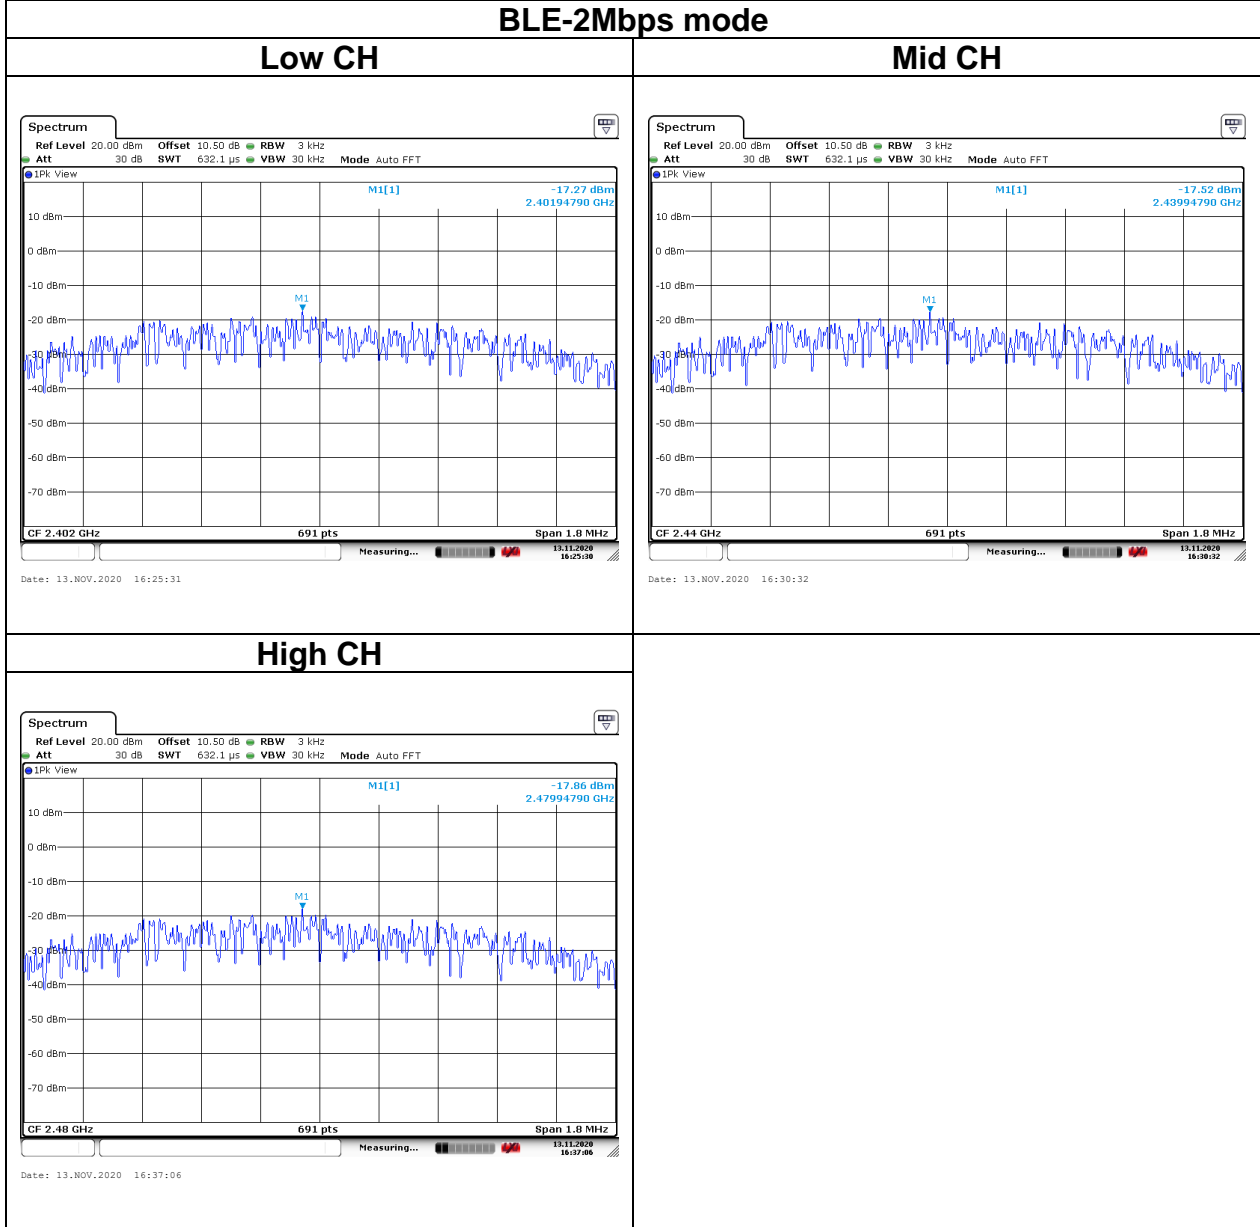 BLE-2Mbps mode
Low CH
Mid CH
Spectrum
Ref Level 20.00 dBm Offset 10.50 dB RBW 3 kHz
Att 30 dB SWT 632.1 µs VBW 30 kHz Mode Auto FFT
1Pk View
M1[1] -17.27 dBm
2.40194790 GHz
10 dBm
0 dBm
-10 dBm
M1
-20 dBm
-30 dBm
-40 dBm
-50 dBm
-60 dBm
-70 dBm
CF 2.402 GHz 691 pts Span 1.8 MHz
Measuring... 13.11.2020
16:25:30
Date: 13.NOV.2020 16:25:31
Spectrum
Ref Level 20.00 dBm Offset 10.50 dB RBW 3 kHz
Att 30 dB SWT 632.1 µs VBW 30 kHz Mode Auto FFT
1Pk View
M1[1] -17.52 dBm
2.43994790 GHz
10 dBm
0 dBm
-10 dBm
M1
-20 dBm
-30 dBm
-40 dBm
-50 dBm
-60 dBm
-70 dBm
CF 2.44 GHz 691 pts Span 1.8 MHz
Measuring... 13.11.2020
16:30:32
Date: 13.NOV.2020 16:30:32
High CH
Spectrum
Ref Level 20.00 dBm Offset 10.50 dB RBW 3 kHz
Att 30 dB SWT 632.1 µs VBW 30 kHz Mode Auto FFT
1Pk View
M1[1] -17.86 dBm
2.47994790 GHz
10 dBm
0 dBm
-10 dBm
M1
-20 dBm
-30 dBm
-40 dBm
-50 dBm
-60 dBm
-70 dBm
CF 2.48 GHz 691 pts Span 1.8 MHz
Measuring... 13.11.2020
16:37:06
Date: 13.NOV.2020 16:37:06